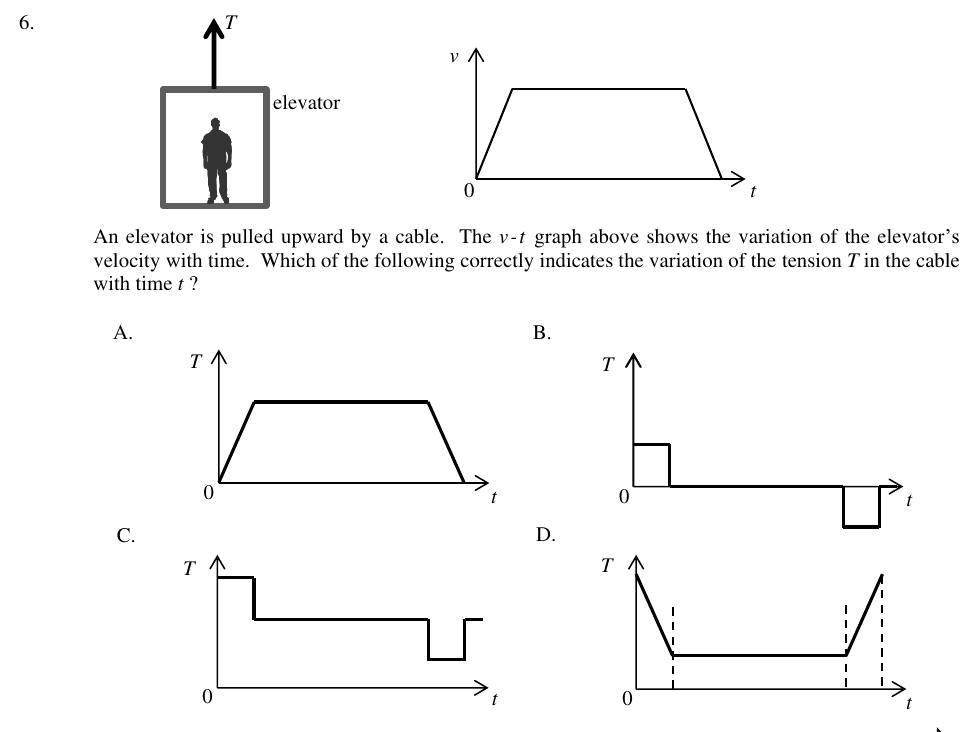 6.
T
elevator
v
0
t
An elevator is pulled upward by a cable. The v-t graph above shows the variation of the elevator's
velocity with time. Which of the following correctly indicates the variation of the tension T in the cable
with time t ?
A.
T
0
t
B.
T
0
t
C.
T
0
t
D.
T
0
t